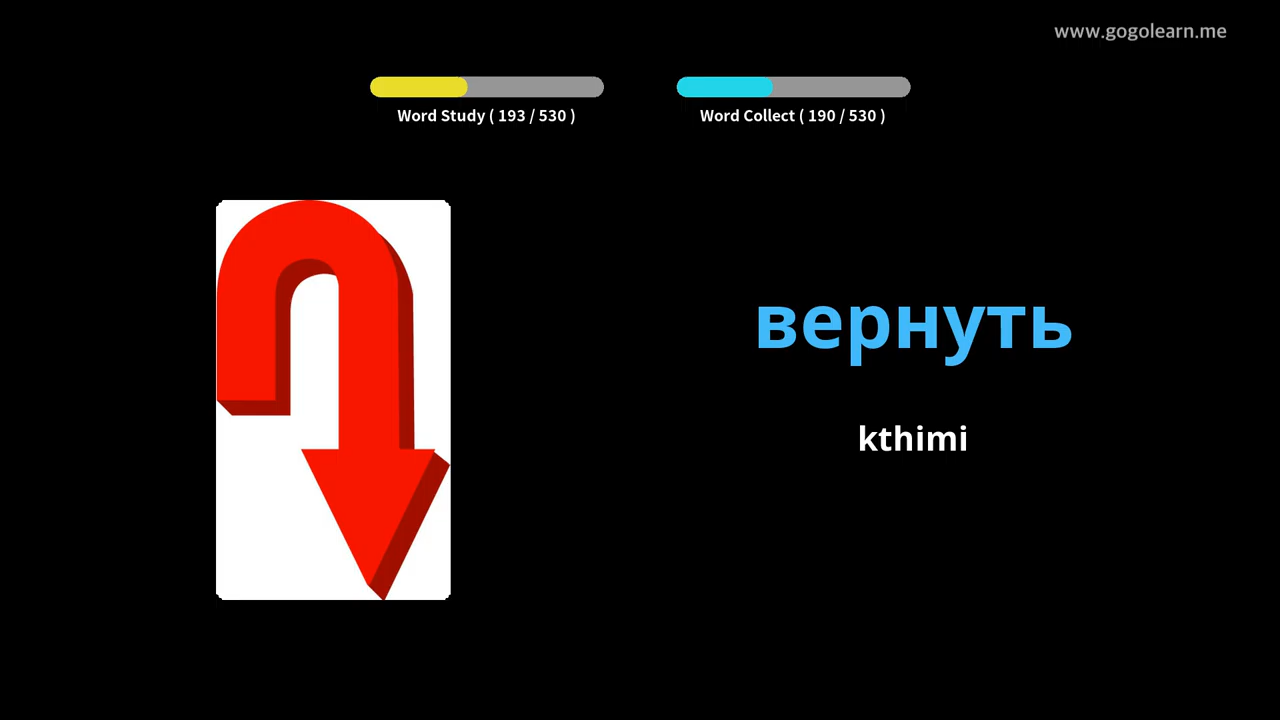 www.gogolearn.me
Word Study ( 193 / 530 )
Word Collect ( 190 / 530 )
вернуть
kthimi